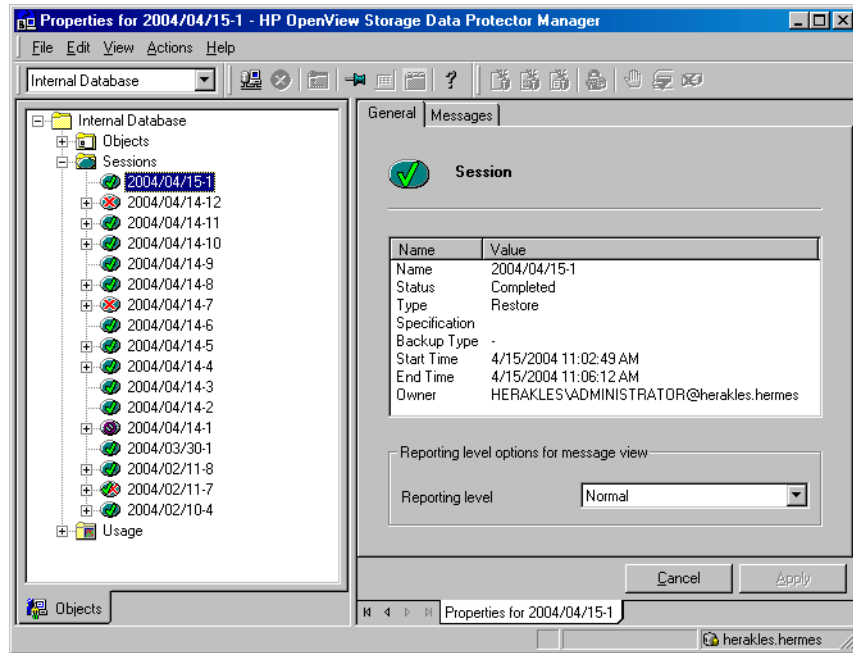 Properties for 2004/04/15-1 - HP OpenView Storage Data Protector Manager
File Edit View Actions Help
Internal Database
Internal Database
Objects
Sessions
2004/04/15-1
2004/04/14-12
2004/04/14-11
2004/04/14-10
2004/04/14-9
2004/04/14-8
2004/04/14-7
2004/04/14-6
2004/04/14-5
2004/04/14-4
2004/04/14-3
2004/04/14-2
2004/04/14-1
2004/03/30-1
2004/02/11-8
2004/02/11-7
2004/02/10-4
Usage
Objects
General Messages
Session
Name Value
Name 2004/04/15-1
Status Completed
Type Restore
Specification
Backup Type -
Start Time 4/15/2004 11:02:49 AM
End Time 4/15/2004 11:06:12 AM
Owner HERAKLES\ADMINISTRATOR@herakles.hermes
Reporting level options for message view
Reporting level Normal
Cancel Apply
Properties for 2004/04/15-1
herakles.hermes